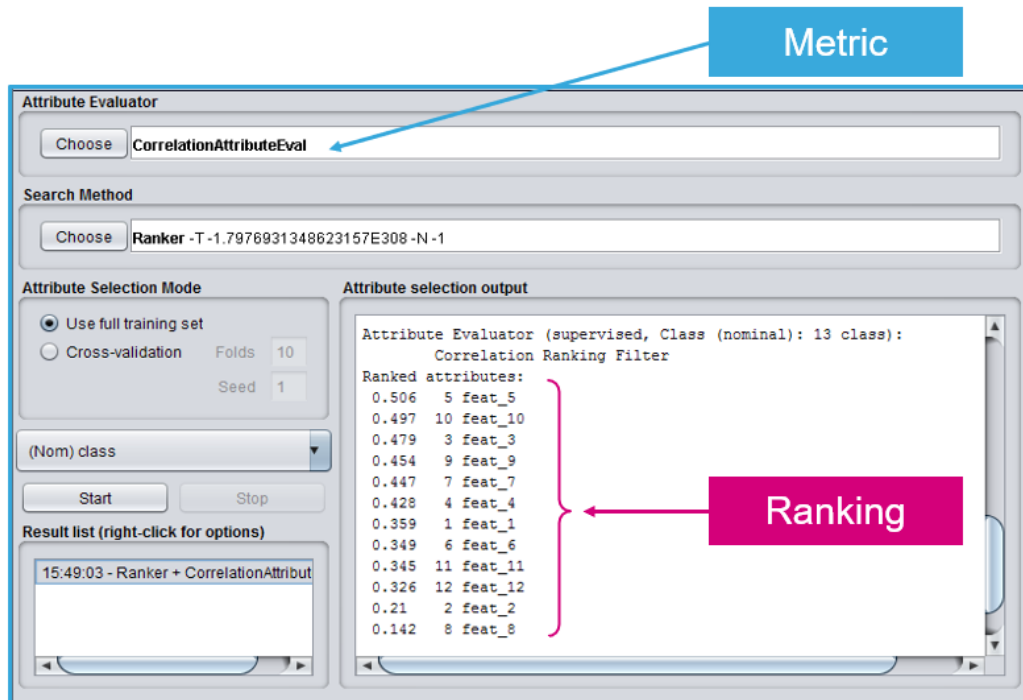 Metric
Attribute Evaluator
Choose CorrelationAttributeEval
Search Method
Choose Ranker -T -1.7976931348623157E308 -N -1
Attribute Selection Mode
Use full training set
Cross-validation Folds 10
Seed 1
(Nom) class
Start Stop
Result list (right-click for options)
15:49:03 - Ranker + CorrelationAttribut
Attribute selection output
Attribute Evaluator (supervised, Class (nominal): 13 class):
Correlation Ranking Filter
Ranked attributes:
0.506 5 feat_5
0.497 10 feat_10
0.479 3 feat_3
0.454 9 feat_9
0.447 7 feat_7
0.428 4 feat_4
0.359 1 feat_1
0.349 6 feat_6
0.345 11 feat_11
0.326 12 feat_12
0.21 2 feat_2
0.142 8 feat_8
Ranking